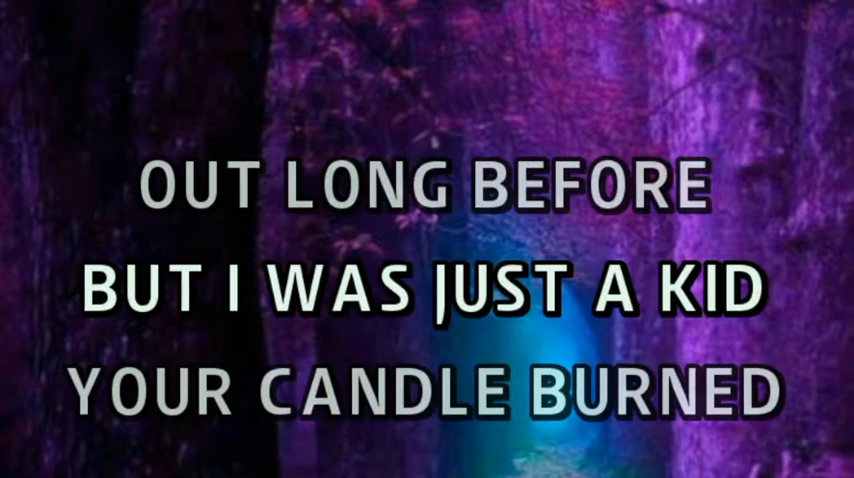 OUT LONG BEFORE
BUT I WAS JUST A KID
YOUR CANDLE BURNED